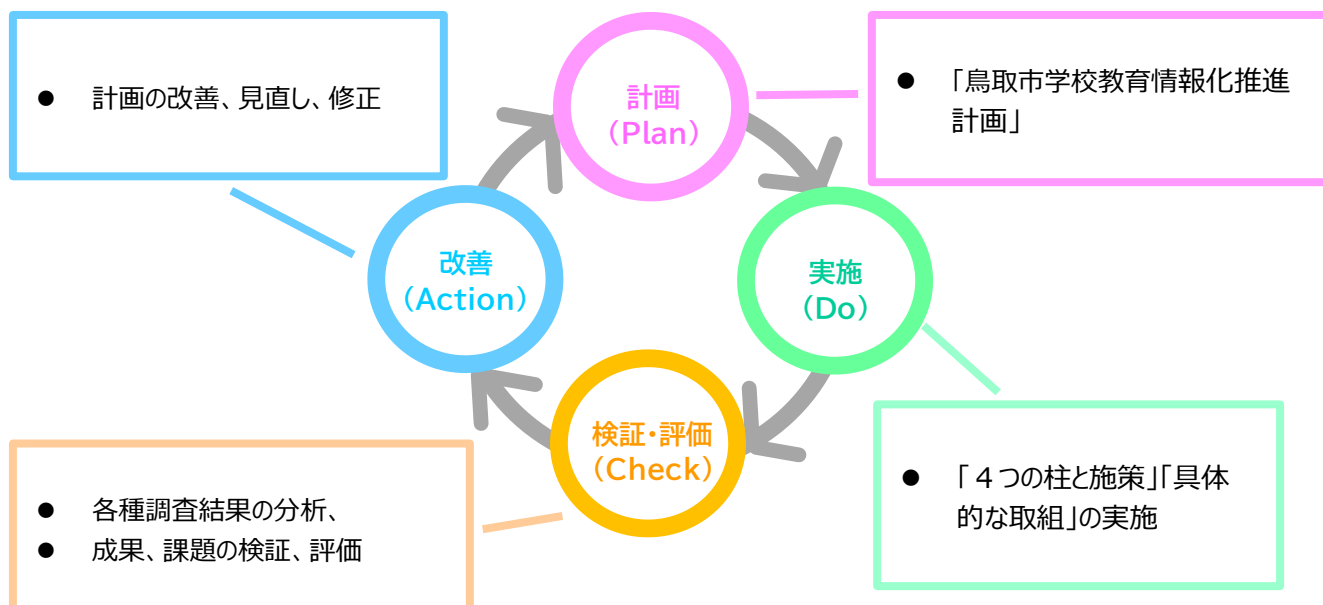 ● 計画の改善、見直し、修正
計画
(Plan)
● 「鳥取市学校教育情報化推進
計画」
改善
(Action)
実施
(Do)
検証・評価
(Check)
● 各種調査結果の分析、
● 成果、課題の検証、評価
● 「４つの柱と施策」「具体
的な取組」の実施